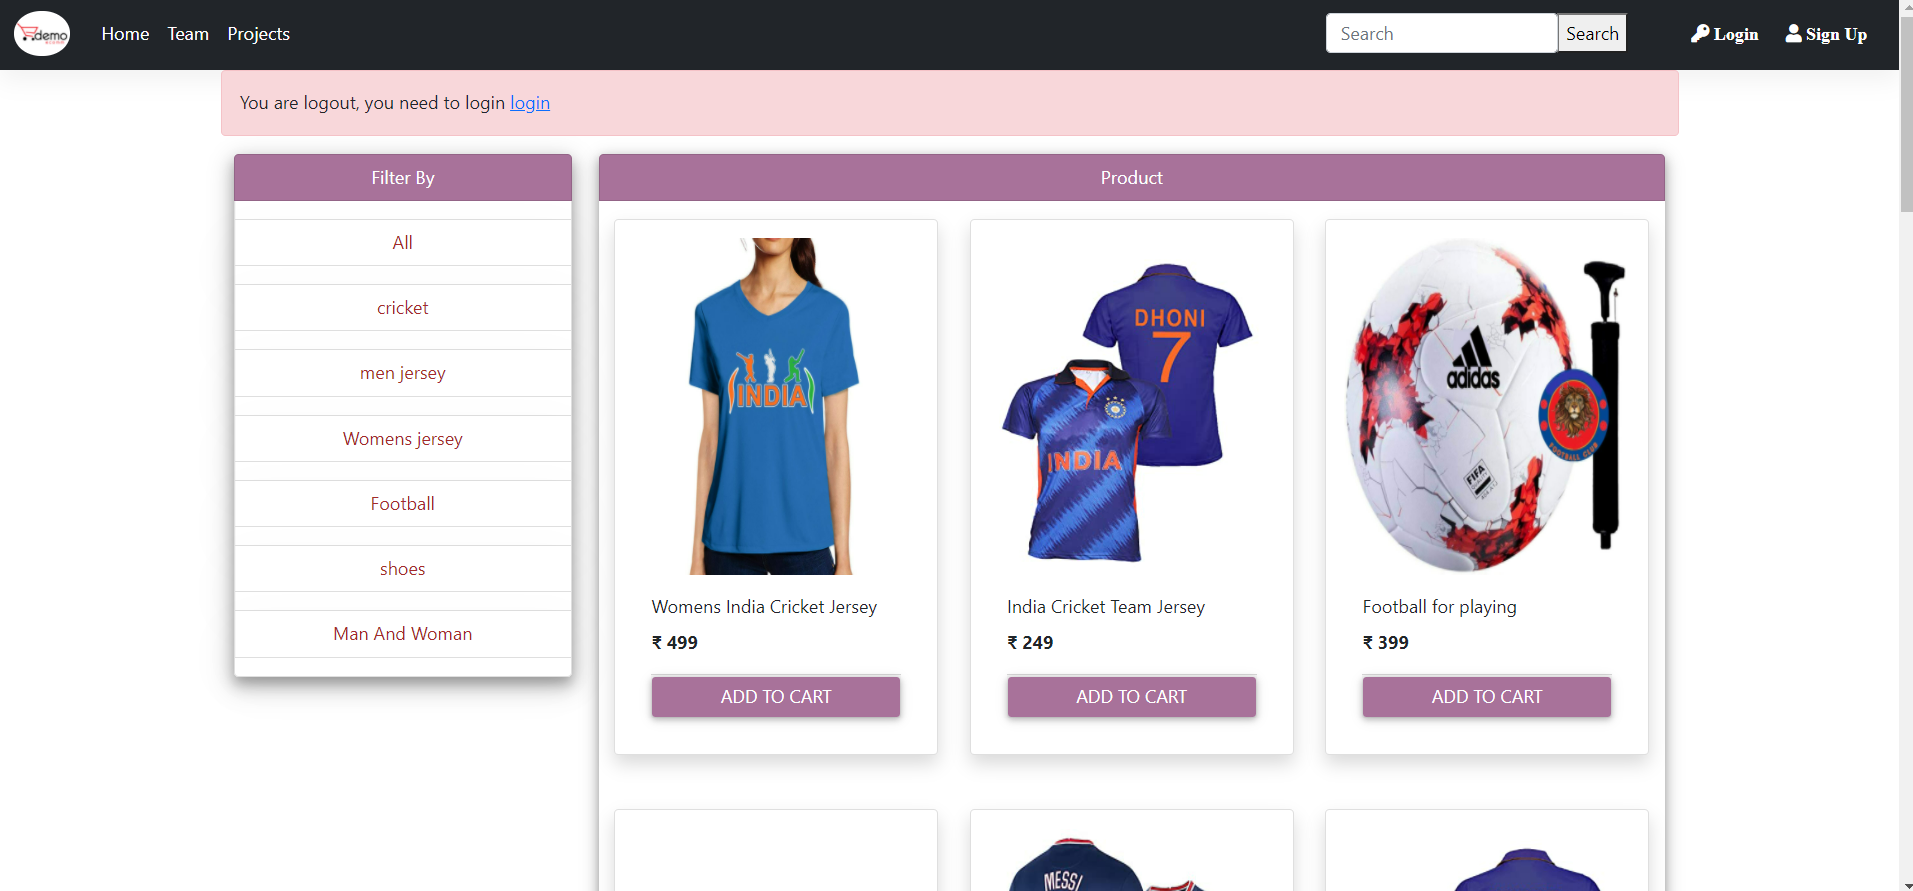 demo
Home Team Projects
Search Search
Login Sign Up
You are logout, you need to login login
Filter By
All
cricket
men jersey
Womens jersey
Football
shoes
Man And Woman
Product
INDIA
Womens India Cricket Jersey
₹ 499
ADD TO CART
DHONI
7
INDIA
India Cricket Team Jersey
₹ 249
ADD TO CART
adidas
FOOTBALL CLUB
FIFA
Football for playing
₹ 399
ADD TO CART
MESSI